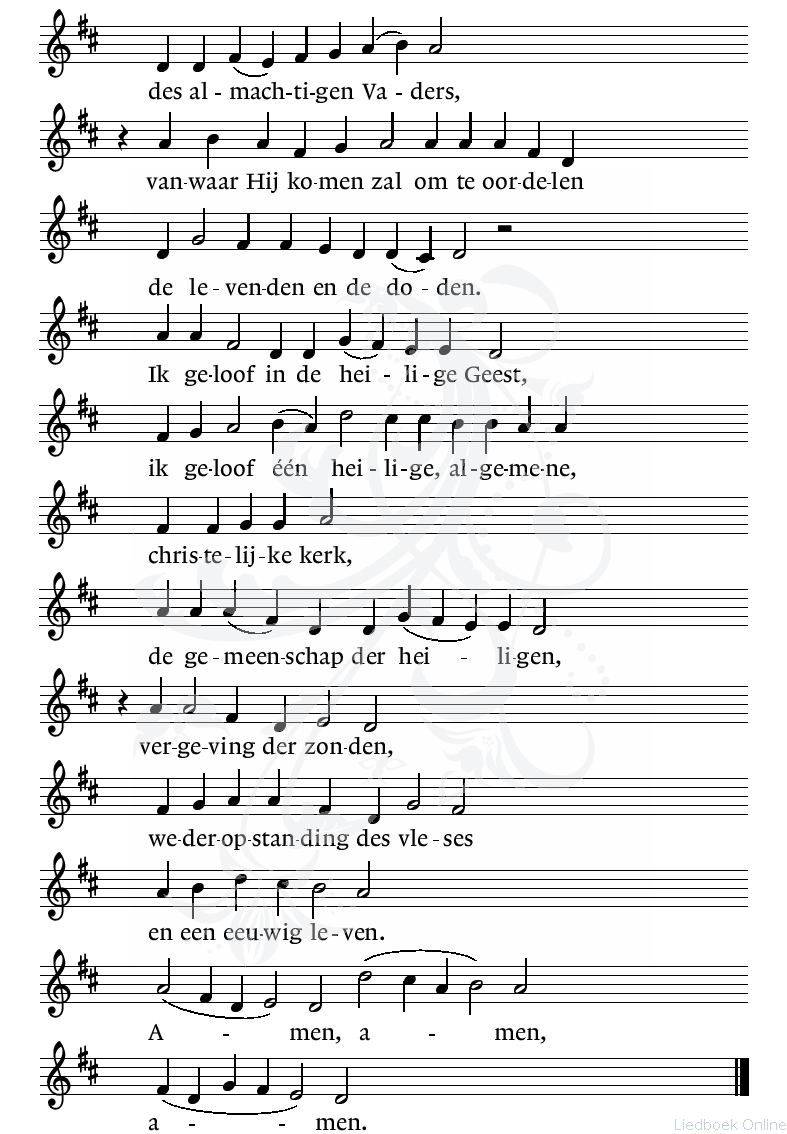 des al - mach-ti-gen Va - ders,
van-waar Hij ko-men zal om te oor-de-len
de le - ven-den en de do - den.
Ik ge-loof in de hei - li - ge Geest,
ik ge-loof één hei - li - ge, al-ge-me-ne,
chris-te-lij-ke kerk,
de ge-meen-schap der hei - li-gen,
ver-ge-ving der zon-den,
we-der-op-stan-ding des vle-ses
en een eeu-wig le-ven.
A - men, a - men,
a - - men.
Liedboek Online